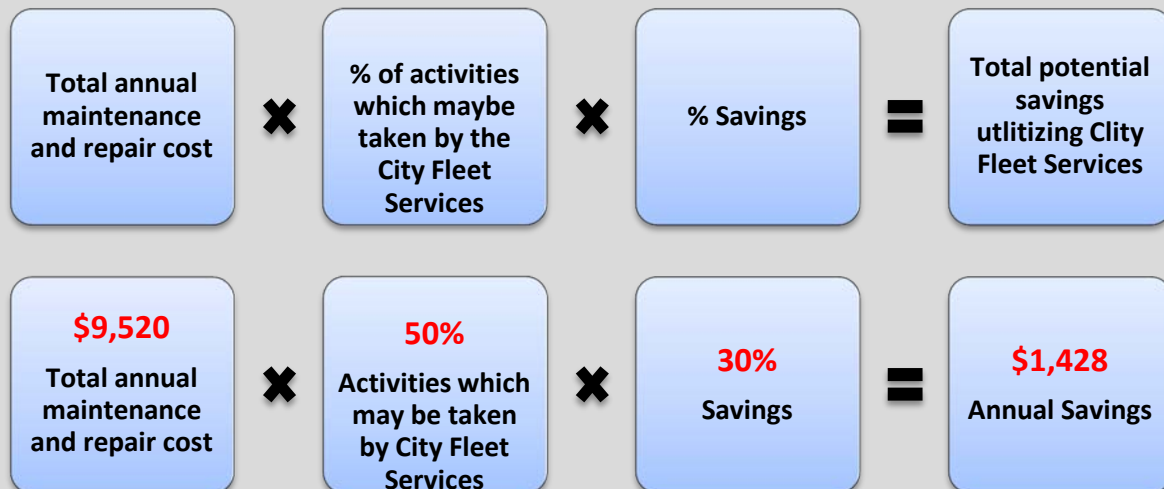 Total annual
maintenance
and repair cost
✖
% of activities
which maybe
taken by the
City Fleet
Services
✖
% Savings
=
Total potential
savings
utlitizing Clity
Fleet Services
$9,520
Total annual
maintenance
and repair cost
✖
50%
Activities which
may be taken
by City Fleet
Services
✖
30%
Savings
=
$1,428
Annual Savings